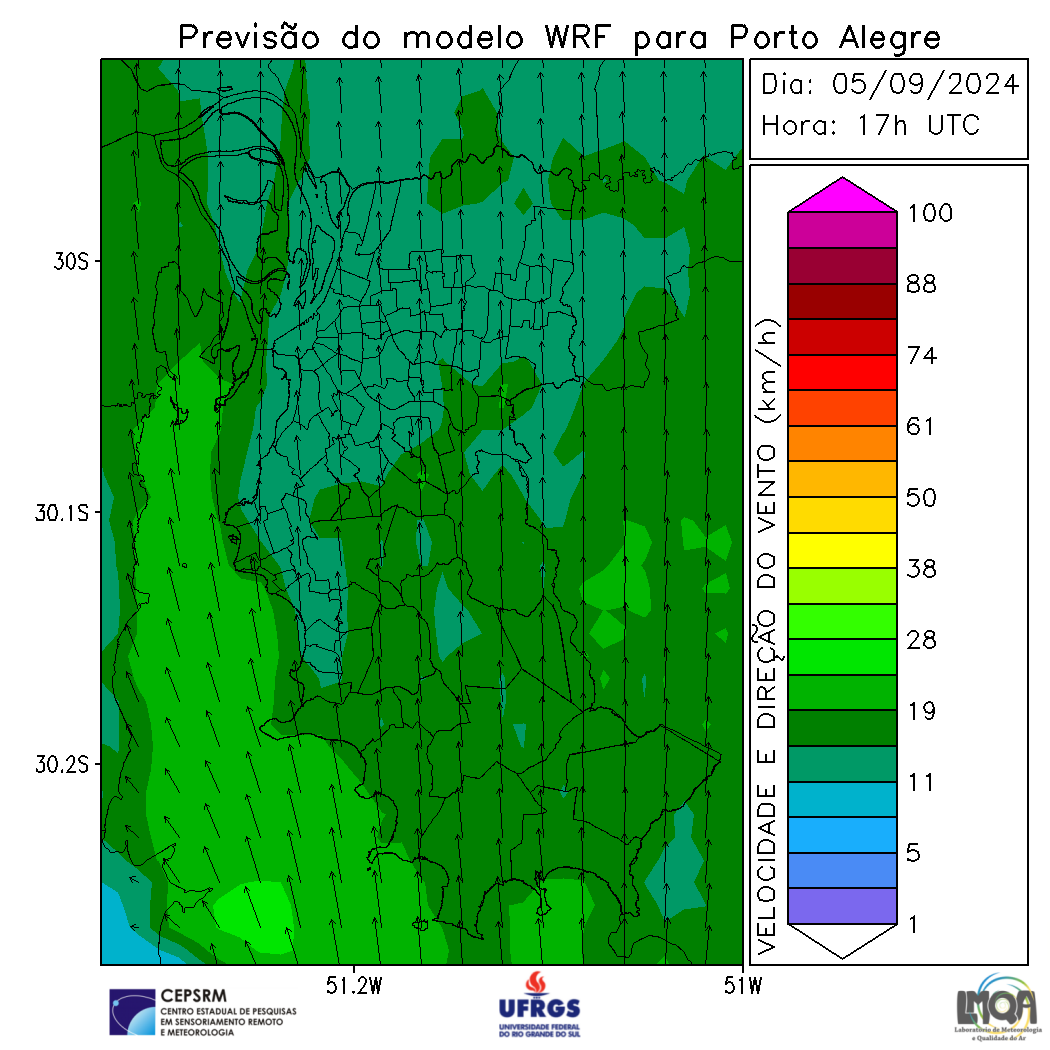 Previsão do modelo WRF para Porto Alegre
Dia: 05/09/2024
Hora: 17h UTC
30S
30.1S
30.2S
51.2W
51W
VELOCIDADE E DIREÇÃO DO VENTO (km/h)
100
88
74
61
50
38
28
19
11
5
1
CEPSRM
CENTRO ESTADUAL DE PESQUISAS
EM SENSORIAMENTO REMOTO
E METEOROLOGIA
UFRGS
UNIVERSIDADE FEDERAL
DO RIO GRANDE DO SUL
LMQA
Laboratório de Meteorologia
e Qualidade do Ar